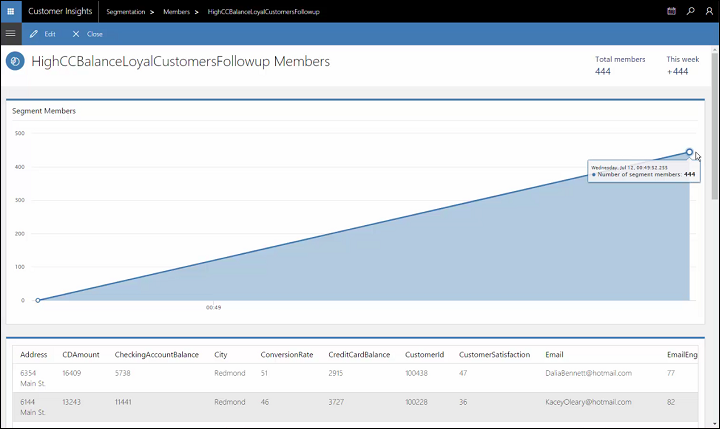 Customer Insights Segmentation > Members > HighCCBalanceLoyalCustomersFollowup
Edit Close
HighCCBalanceLoyalCustomersFollowup Members
Total members This week
444 +444
Segment Members
500
400
300
200
100
0
00:49
Wednesday, Jul 12, 00:49:52.255
Number of segment members: 444
Address CDAmount CheckingAccountBalance City ConversionRate CreditCardBalance CustomerId CustomerSatisfaction Email EmailEng
6354 16409 5738 Redmond 51 2915 100438 47 DaliaBennett@hotmail.com 77
Main St.
6144 13243 11441 Redmond 46 3727 100228 36 KaceyOleary@hotmail.com 82
Main St.